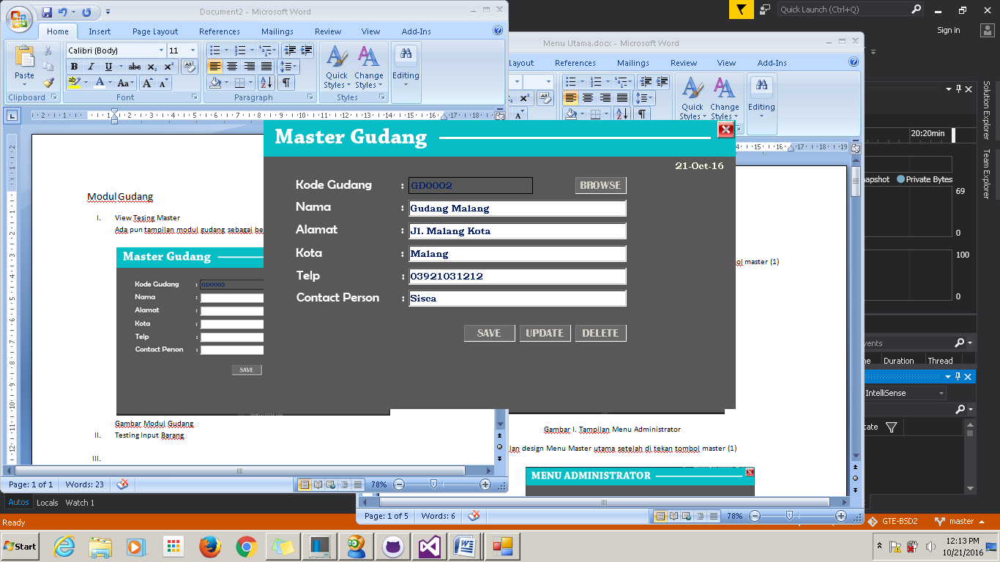 Document2 - Microsoft Word
Home Insert Page Layout References Mailings Review View Add-Ins
Calibri (Body) 11
Paste
Quick Styles
Change Styles
Editing
Clipboard Font Paragraph Styles
Modul Gudang
I. View Tesing Master
Ada pun tampilan modul gudang sebagai be
Master Gudang
Kode Gudang : GD0003
Nama :
Alamat :
Kota :
Telp :
Contact Person :
SAVE
Gambar Modul Gudang
II. Testing Input Barang
III.
Page: 1 of 1 Words: 23 78%
Menu Utama.docx - Microsoft Word
Layout References Mailings Review View Add-Ins
Quick Styles
Change Styles
Editing
Paragraph Styles
Master Gudang
21-Oct-16
Kode Gudang : GD0002 BROWSE
Nama : Gudang Malang
Alamat : Jl. Malang Kota
Kota : Malang
Telp : 03921031212
Contact Person : Sisca
SAVE UPDATE DELETE
ol master (1)
Gambar I. Tampilan Menu Administrator
lan design Menu Master utama setelah di tekan tombol master (1)
MENU ADMINISTRATOR
Page: 1 of 5 Words: 6 78%
Quick Launch (Ctrl+Q)
Sign in
Solution Explorer
Team Explorer
20:20min
napshot Private Bytes
69
0
100
0
vents
ne Duration Thread
IntelliSense
tate
Autos Locals Watch 1
Ready
GTE-BSD2 master
Start
12:13 PM
10/21/2016